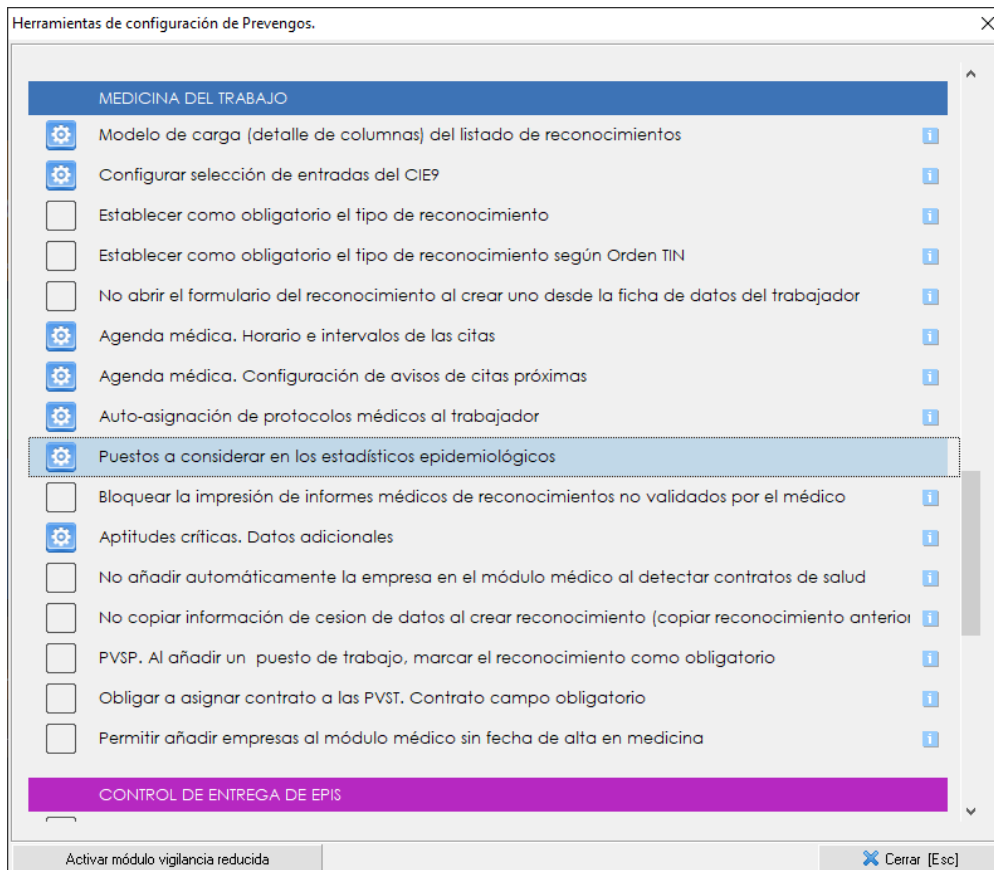 Herramientas de configuración de Prevengos.
MEDICINA DEL TRABAJO
Modelo de carga (detalle de columnas) del listado de reconocimientos
Configurar selección de entradas del CIE9
Establecer como obligatorio el tipo de reconocimiento
Establecer como obligatorio el tipo de reconocimiento según Orden TIN
No abrir el formulario del reconocimiento al crear uno desde la ficha de datos del trabajador
Agenda médica. Horario e intervalos de las citas
Agenda médica. Configuración de avisos de citas próximas
Auto-asignación de protocolos médicos al trabajador
Puestos a considerar en los estadísticos epidemiológicos
Bloquear la impresión de informes médicos de reconocimientos no validados por el médico
Aptitudes críticas. Datos adicionales
No añadir automáticamente la empresa en el módulo médico al detectar contratos de salud
No copiar información de cesion de datos al crear reconocimiento (copiar reconocimiento anterior
PVSP. Al añadir un puesto de trabajo, marcar el reconocimiento como obligatorio
Obligar a asignar contrato a las PVST. Contrato campo obligatorio
Permitir añadir empresas al módulo médico sin fecha de alta en medicina
CONTROL DE ENTREGA DE EPIS
Activar módulo vigilancia reducida
Cerrar [Esc]